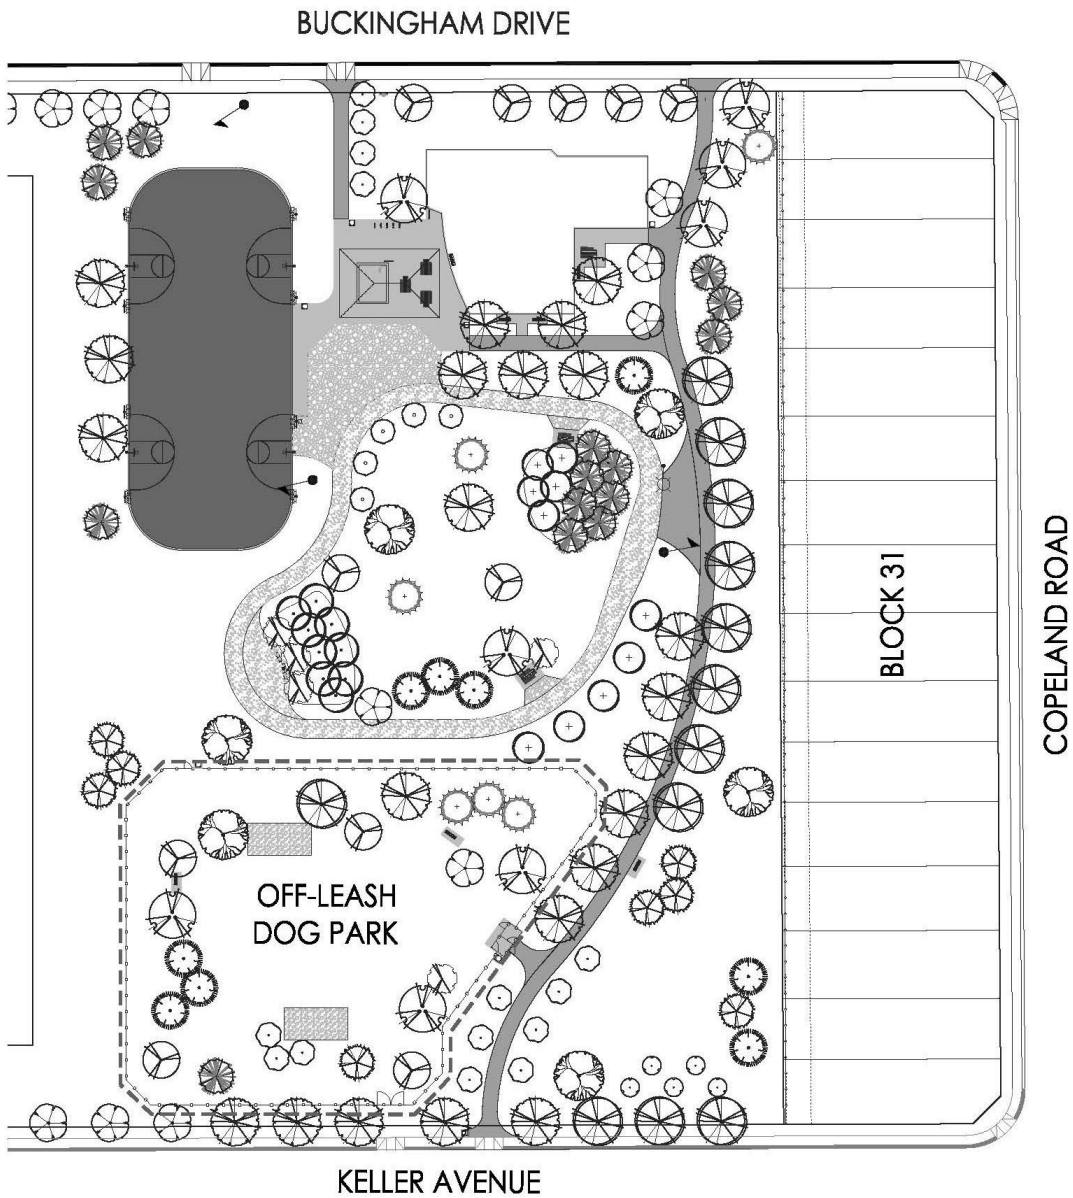 BUCKINGHAM DRIVE
BLOCK 31
COPELAND ROAD
OFF-LEASH
DOG PARK
KELLER AVENUE